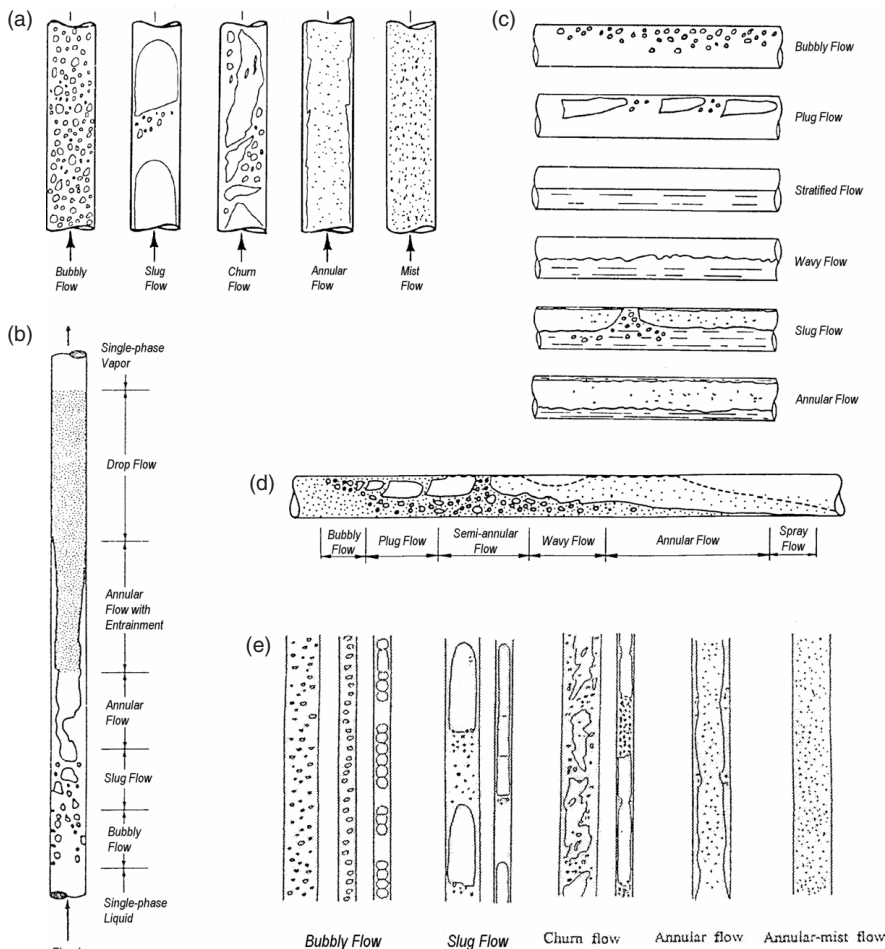 (a)
Bubbly
Flow
Slug
Flow
Churn
Flow
Annular
Flow
Mist
Flow
(b)
Single-phase
Vapor
Drop Flow
Annular
Flow with
Entrainment
Annular
Flow
Slug Flow
Bubbly
Flow
Single-phase
Liquid
(c)
Bubbly Flow
Plug Flow
Stratified Flow
Wavy Flow
Slug Flow
Annular Flow
(d)
Bubbly
Flow
Plug Flow
Semi-annular
Flow
Wavy Flow
Annular Flow
Spray
Flow
(e)
Bubbly Flow
Slug Flow
Churn flow
Annular flow
Annular-mist flow